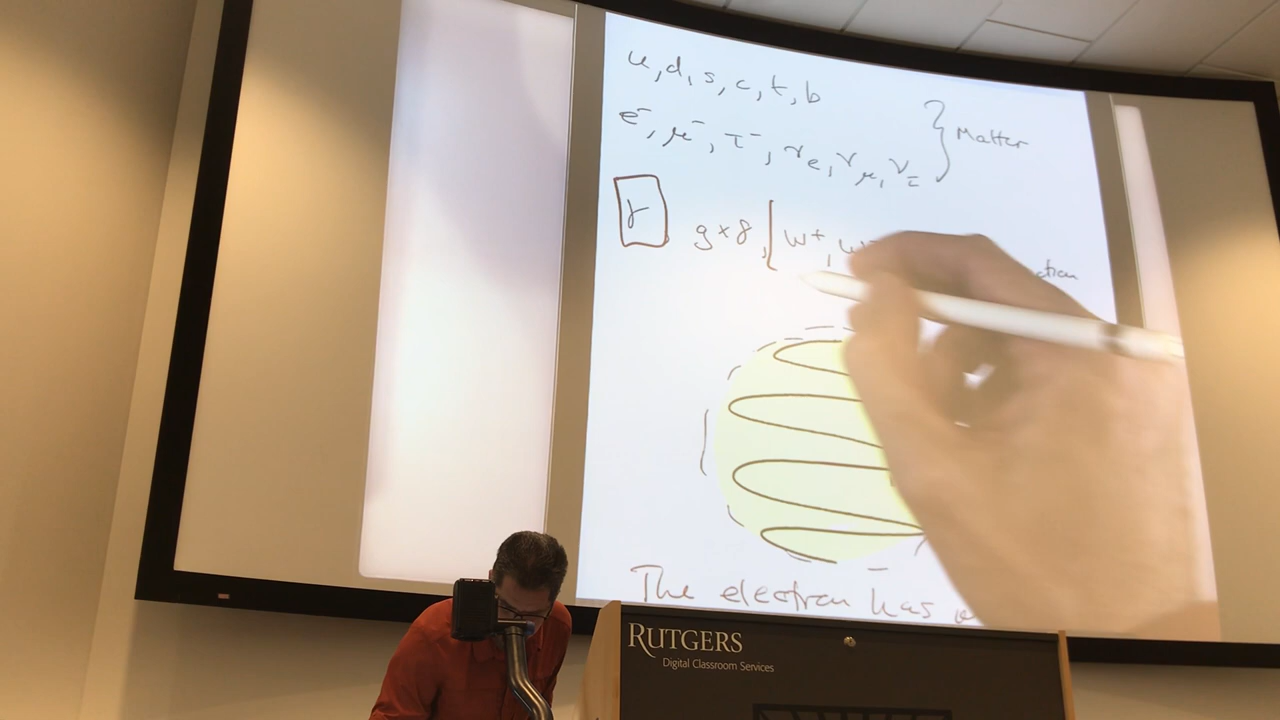 u, d, s, c, t, b
e⁻, μ⁻, τ⁻, νe, νμ, ντ } Matter
γ g×8, [W⁺,
The electron has
RUTGERS
Digital Classroom Services